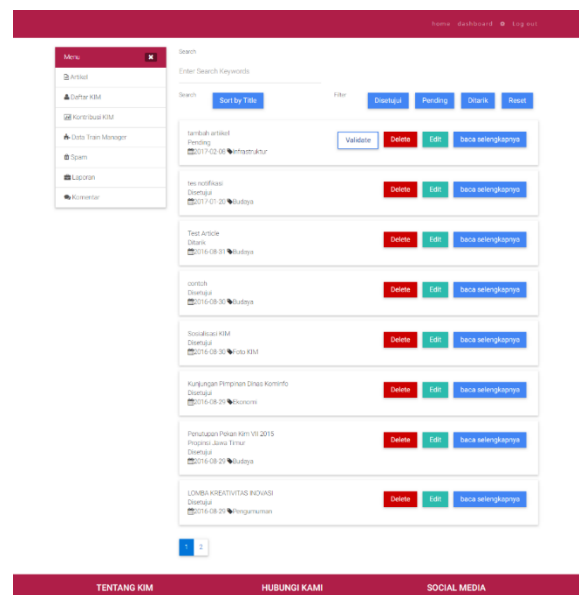 home dashboard Log out
Menu
Artikel
Daftar KIM
Kontribusi KIM
Data Train Manager
Spam
Laporan
Komentar
Search
Enter Search Keywords
Search
Sort by Title
Filter
Disetujui Pending Ditarik Reset
tambah artikel
Pending
2017-02-08 Infrastruktur
Validate Delete Edit baca selengkapnya
tes notifikasi
Disetujui
2017-01-20 Budaya
Delete Edit baca selengkapnya
Test Article
Ditarik
2016-08-31 Budaya
Delete Edit baca selengkapnya
contoh
Disetujui
2016-08-30 Budaya
Delete Edit baca selengkapnya
Sosialisasi KIM
Disetujui
2016-08-30 Foto KIM
Delete Edit baca selengkapnya
Kunjungan Pimpinan Dinas Kominfo
Disetujui
2016-08-29 Ekonomi
Delete Edit baca selengkapnya
Penutupan Pekan Kim VII 2015
Propinsi Jawa Timur
Disetujui
2016-08-29 Budaya
Delete Edit baca selengkapnya
LOMBA KREATIVITAS INOVASI
Disetujui
2016-08-29 Pengumuman
Delete Edit baca selengkapnya
1 2
TENTANG KIM HUBUNGI KAMI SOCIAL MEDIA